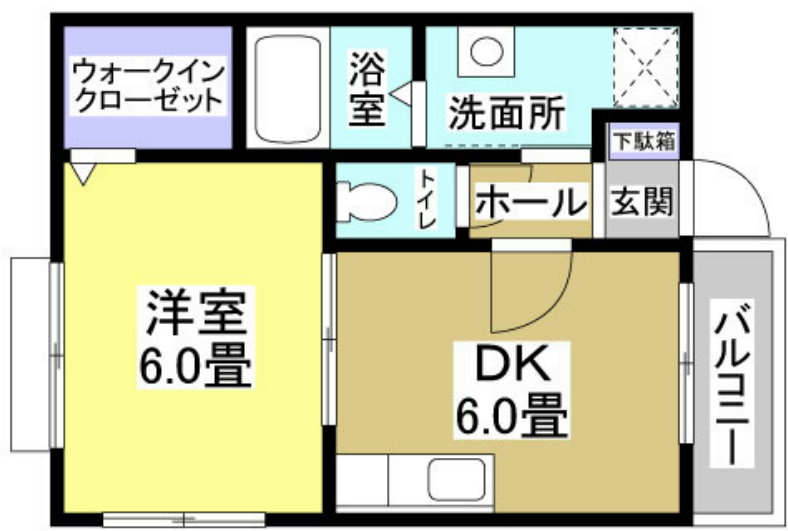 ウォークイン
クローゼット
浴室
洗面所
下駄箱
トイレ
ホール
玄関
洋室
6.0畳
DK
6.0畳
バルコニー